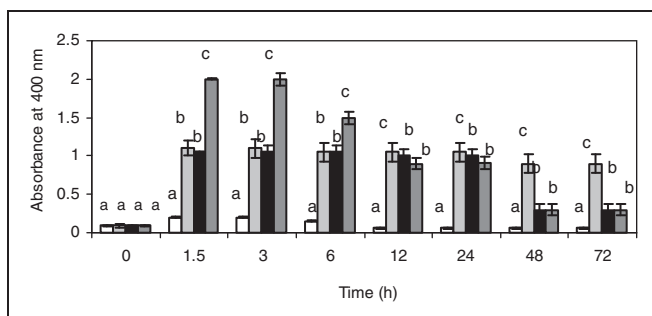 Absorbance at 400 nm
2.5
2
1.5
1
0.5
0
a a a a
a b b c
a b b c
a b b c
a c b b
a c b b
a c b b
a c b b
0 1.5 3 6 12 24 48 72
Time (h)